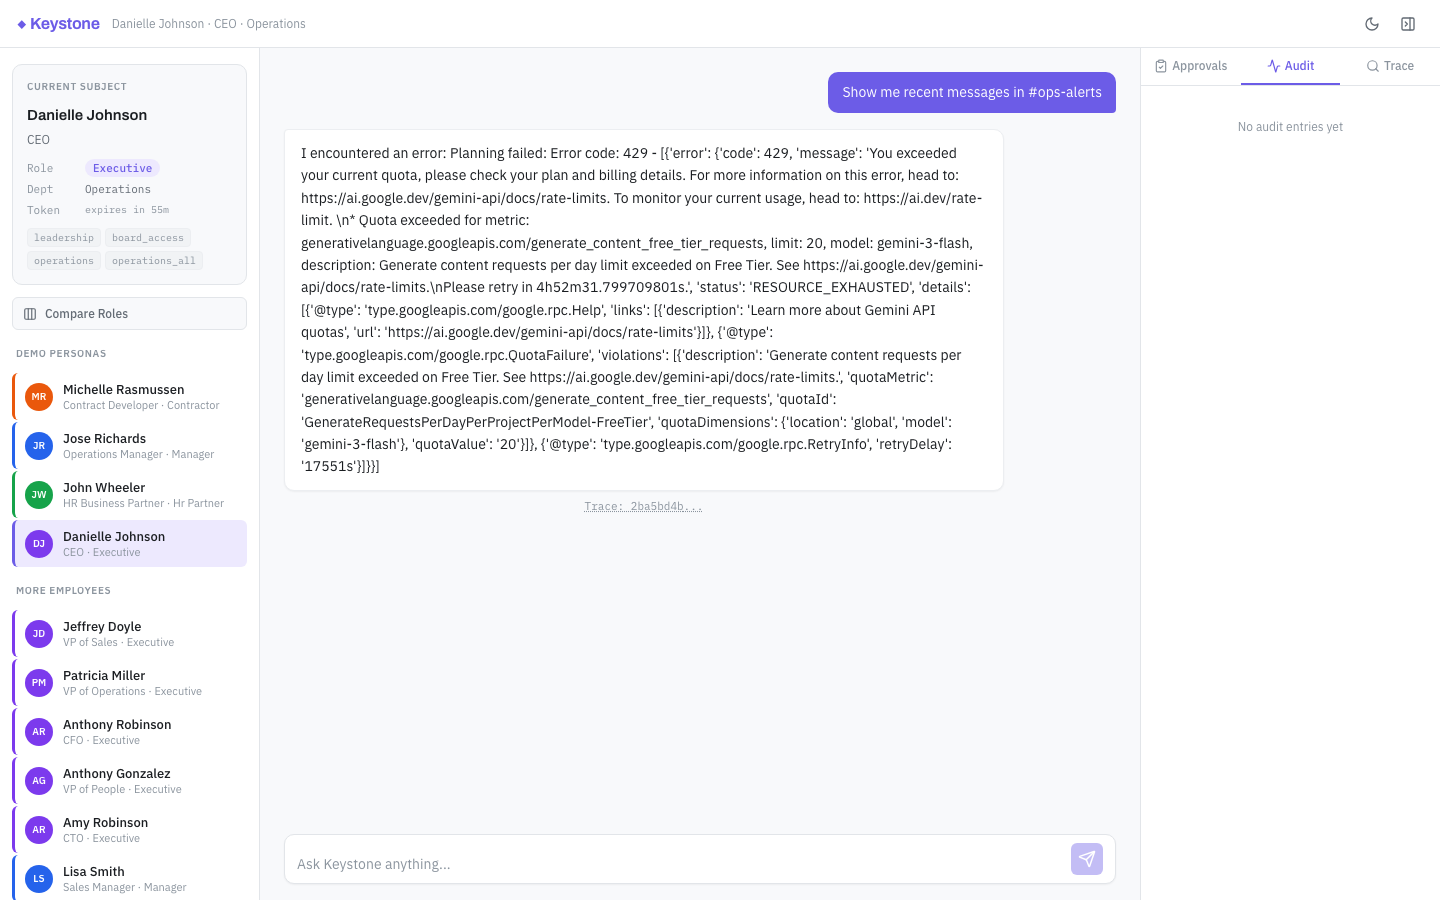 Keystone
Danielle Johnson · CEO · Operations
CURRENT SUBJECT
Danielle Johnson
CEO
Role Executive
Dept Operations
Token expires in 55m
leadership board_access
operations operations_all
Compare Roles
DEMO PERSONAS
MR Michelle Rasmussen
Contract Developer · Contractor
JR Jose Richards
Operations Manager · Manager
JW John Wheeler
HR Business Partner · Hr Partner
DJ Danielle Johnson
CEO · Executive
MORE EMPLOYEES
JD Jeffrey Doyle
VP of Sales · Executive
PM Patricia Miller
VP of Operations · Executive
AR Anthony Robinson
CFO · Executive
AG Anthony Gonzalez
VP of People · Executive
AR Amy Robinson
CTO · Executive
LS Lisa Smith
Sales Manager · Manager
Show me recent messages in #ops-alerts
I encountered an error: Planning failed: Error code: 429 - [{'error': {'code': 429, 'message': 'You exceeded
your current quota, please check your plan and billing details. For more information on this error, head to:
https://ai.google.dev/gemini-api/docs/rate-limits. To monitor your current usage, head to: https://ai.dev/rate-
limit. \n* Quota exceeded for metric:
generativelanguage.googleapis.com/generate_content_free_tier_requests, limit: 20, model: gemini-3-flash,
description: Generate content requests per day limit exceeded on Free Tier. See https://ai.google.dev/gemini-
api/docs/rate-limits.\nPlease retry in 4h52m31.799709801s.', 'status': 'RESOURCE_EXHAUSTED', 'details':
[{'@type': 'type.googleapis.com/google.rpc.Help', 'links': [{'description': 'Learn more about Gemini API
quotas', 'url': 'https://ai.google.dev/gemini-api/docs/rate-limits'}]}, {'@type':
'type.googleapis.com/google.rpc.QuotaFailure', 'violations': [{'description': 'Generate content requests per
day limit exceeded on Free Tier. See https://ai.google.dev/gemini-api/docs/rate-limits.', 'quotaMetric':
'generativelanguage.googleapis.com/generate_content_free_tier_requests', 'quotaId':
'GenerateRequestsPerDayPerProjectPerModel-FreeTier', 'quotaDimensions': {'location': 'global', 'model':
'gemini-3-flash'}, 'quotaValue': '20'}]}, {'@type': 'type.googleapis.com/google.rpc.RetryInfo', 'retryDelay':
'17551s'}]}}]
Trace: 2ba5bd4b...
Ask Keystone anything...
Approvals Audit Trace
No audit entries yet